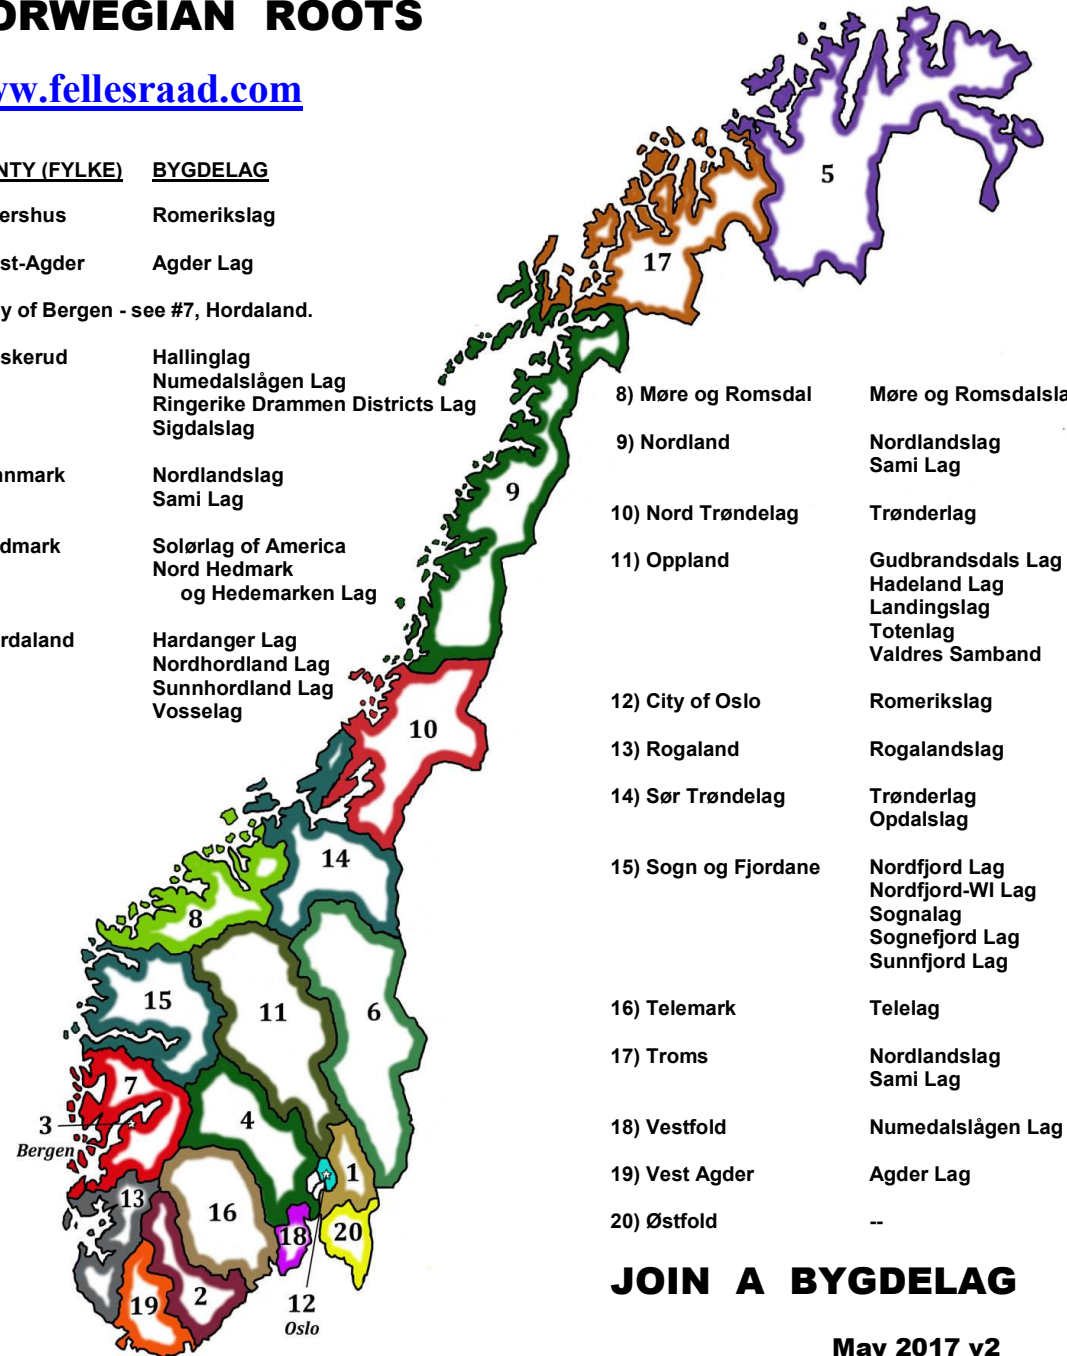 ORWEGIAN ROOTS
ww.fellesraad.com
NTY (FYLKE) BYGDELAG
ershus Romerikslag
st-Agder Agder Lag
y of Bergen - see #7, Hordaland.
skerud Hallinglag
Numedalslågen Lag
Ringerike Drammen Districts Lag
Sigdalslag
nmark Nordlandslag
Sami Lag
dmark Solørlag of America
Nord Hedmark
og Hedemarken Lag
rdaland Hardanger Lag
Nordhordland Lag
Sunnhordland Lag
Vosselag
8) Møre og Romsdal Møre og Romsdalsla
9) Nordland Nordlandslag
Sami Lag
10) Nord Trøndelag Trønderlag
11) Oppland Gudbrandsdals Lag
Hadeland Lag
Landingslag
Totenlag
Valdres Samband
12) City of Oslo Romerikslag
13) Rogaland Rogalandslag
14) Sør Trøndelag Trønderlag
Opdalslag
15) Sogn og Fjordane Nordfjord Lag
Nordfjord-WI Lag
Sognalag
Sognefjord Lag
Sunnfjord Lag
16) Telemark Telelag
17) Troms Nordlandslag
Sami Lag
18) Vestfold Numedalslågen Lag
19) Vest Agder Agder Lag
20) Østfold --
JOIN A BYGDELAG
May 2017 v2
5
17
9
10
14
8
15
11
6
7
4
3
Bergen
1
13
16
18
20
19
2
12
Oslo